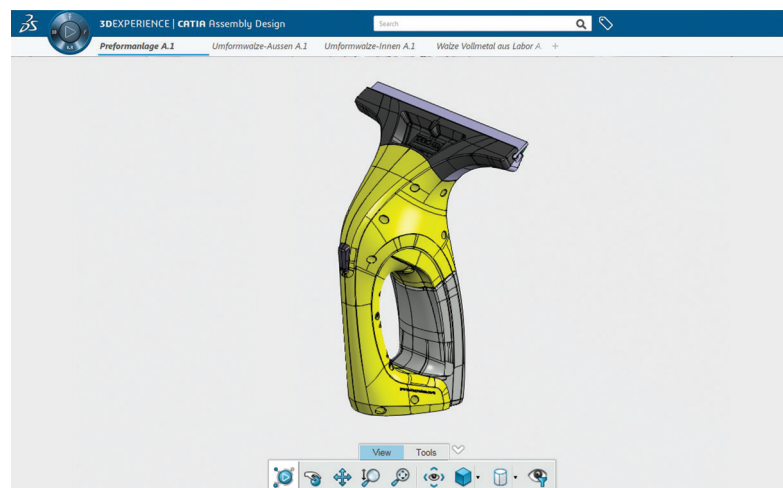 3DEXPERIENCE | CATIA Assembly Design
Search
Preformanlage A.1 Umformwalze-Aussen A.1 Umformwalze-Innen A.1 Walze Vollmetal aus Labor A
View Tools